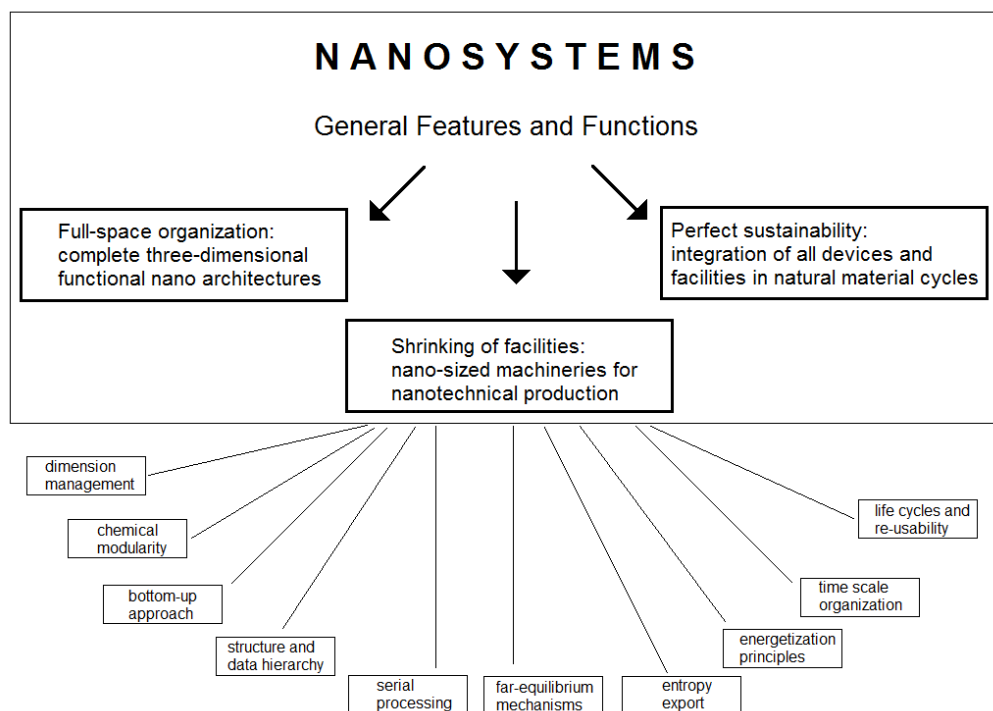 NANOSYSTEMS
General Features and Functions
Full-space organization:
complete three-dimensional
functional nano architectures
Perfect sustainability:
integration of all devices and
facilities in natural material cycles
Shrinking of facilities:
nano-sized machineries for
nanotechnical production
dimension
management
chemical
modularity
bottom-up
approach
structure and
data hierarchy
serial
processing
far-equilibrium
mechanisms
entropy
export
energetization
principles
time scale
organization
life cycles and
re-usability